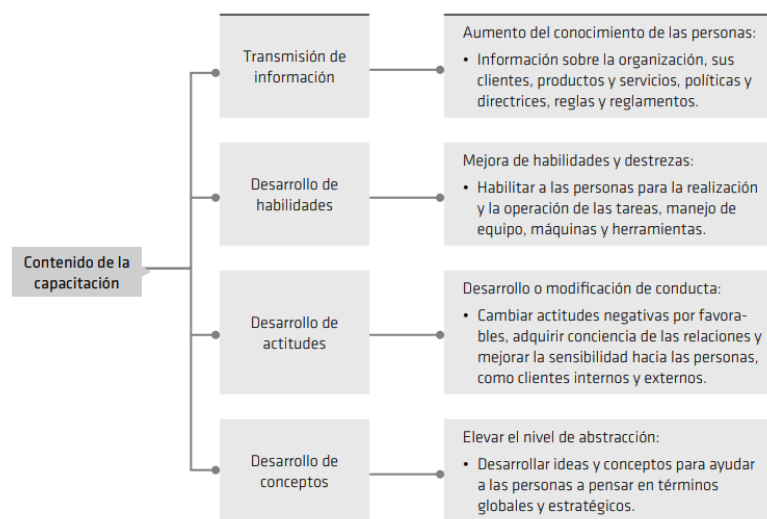 Contenido de la
capacitación
Transmisión de
información
Aumento del conocimiento de las personas:
• Información sobre la organización, sus
clientes, productos y servicios, políticas y
directrices, reglas y reglamentos.
Desarrollo de
habilidades
Mejora de habilidades y destrezas:
• Habilitar a las personas para la realización
y la operación de las tareas, manejo de
equipo, máquinas y herramientas.
Desarrollo de
actitudes
Desarrollo o modificación de conducta:
• Cambiar actitudes negativas por favora-
bles, adquirir conciencia de las relaciones y
mejorar la sensibilidad hacia las personas,
como clientes internos y externos.
Desarrollo de
conceptos
Elevar el nivel de abstracción:
• Desarrollar ideas y conceptos para ayudar
a las personas a pensar en términos
globales y estratégicos.